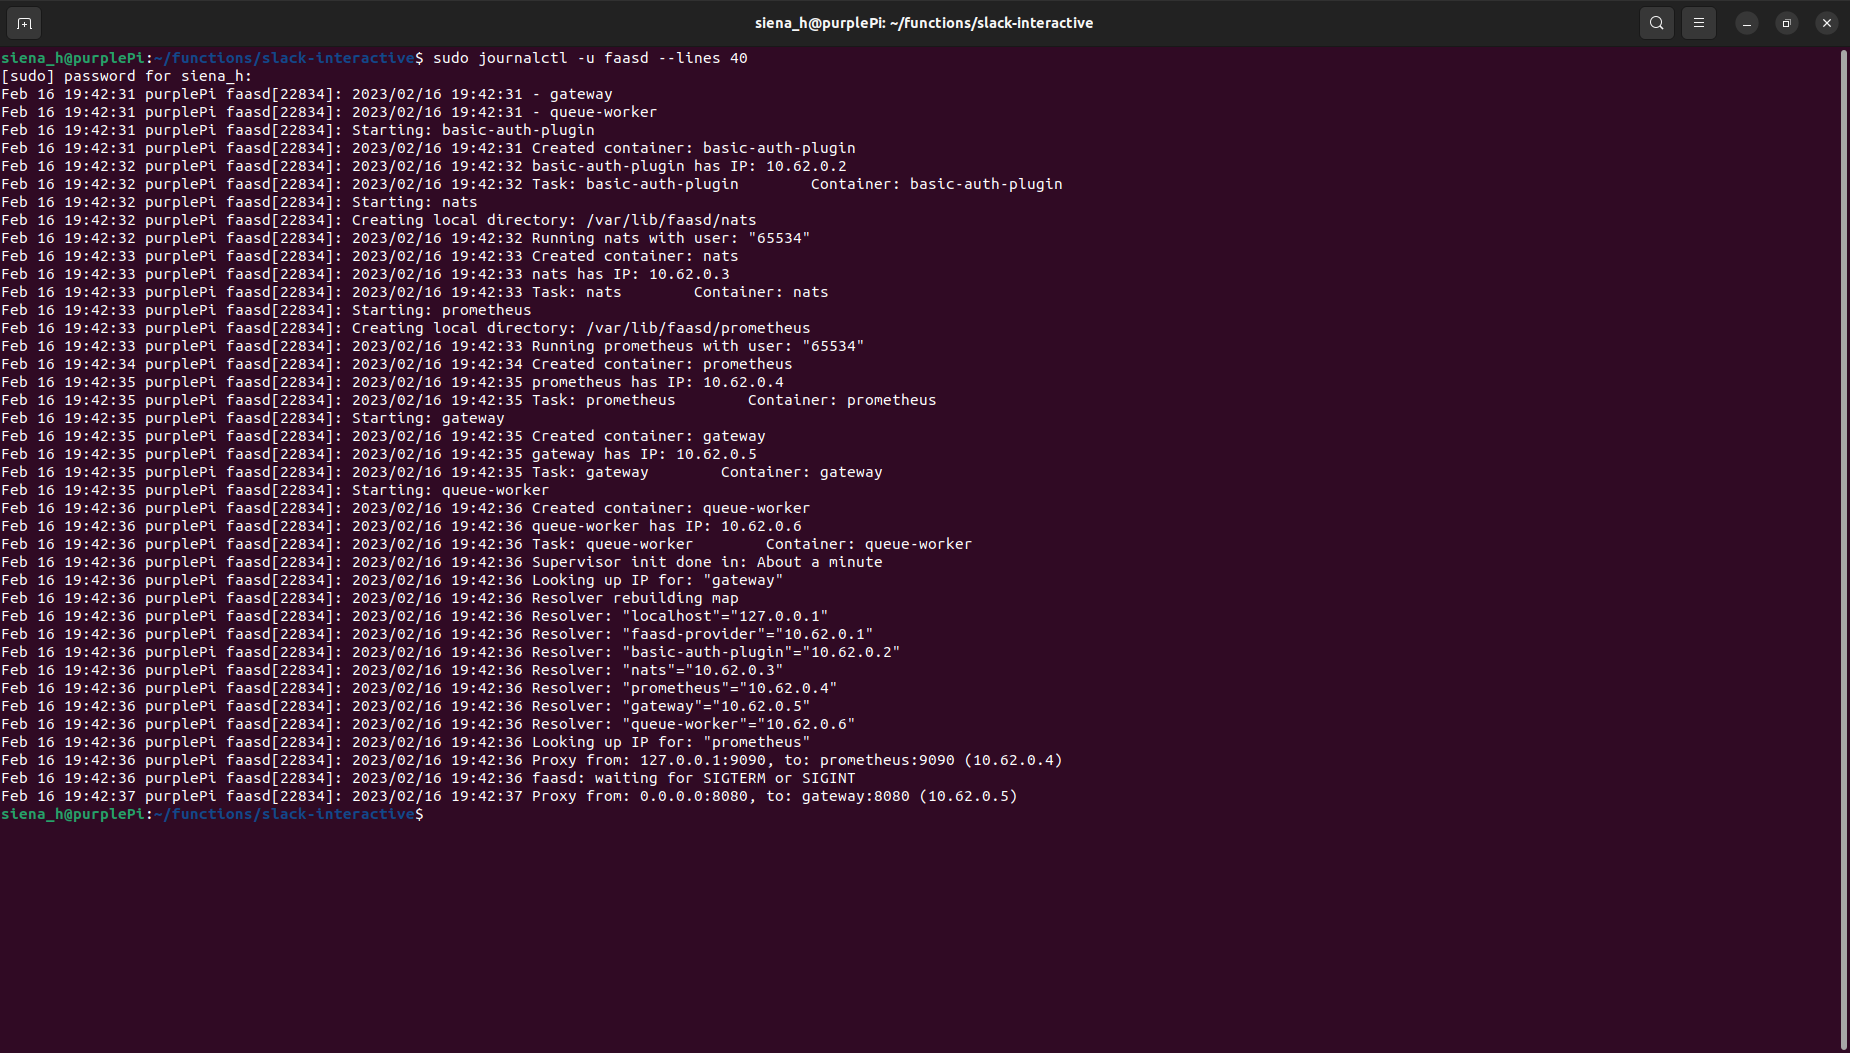 siena_h@purplePi: ~/functions/slack-interactive
siena_h@purplePi:~/functions/slack-interactive$ sudo journalctl -u faasd --lines 40
[sudo] password for siena_h:
Feb 16 19:42:31 purplePi faasd[22834]: 2023/02/16 19:42:31 - gateway
Feb 16 19:42:31 purplePi faasd[22834]: 2023/02/16 19:42:31 - queue-worker
Feb 16 19:42:31 purplePi faasd[22834]: Starting: basic-auth-plugin
Feb 16 19:42:31 purplePi faasd[22834]: 2023/02/16 19:42:31 Created container: basic-auth-plugin
Feb 16 19:42:32 purplePi faasd[22834]: 2023/02/16 19:42:32 basic-auth-plugin has IP: 10.62.0.2
Feb 16 19:42:32 purplePi faasd[22834]: 2023/02/16 19:42:32 Task: basic-auth-plugin        Container: basic-auth-plugin
Feb 16 19:42:32 purplePi faasd[22834]: Starting: nats
Feb 16 19:42:32 purplePi faasd[22834]: Creating local directory: /var/lib/faasd/nats
Feb 16 19:42:32 purplePi faasd[22834]: 2023/02/16 19:42:32 Running nats with user: "65534"
Feb 16 19:42:33 purplePi faasd[22834]: 2023/02/16 19:42:33 Created container: nats
Feb 16 19:42:33 purplePi faasd[22834]: 2023/02/16 19:42:33 nats has IP: 10.62.0.3
Feb 16 19:42:33 purplePi faasd[22834]: 2023/02/16 19:42:33 Task: nats        Container: nats
Feb 16 19:42:33 purplePi faasd[22834]: Starting: prometheus
Feb 16 19:42:33 purplePi faasd[22834]: Creating local directory: /var/lib/faasd/prometheus
Feb 16 19:42:33 purplePi faasd[22834]: 2023/02/16 19:42:33 Running prometheus with user: "65534"
Feb 16 19:42:34 purplePi faasd[22834]: 2023/02/16 19:42:34 Created container: prometheus
Feb 16 19:42:35 purplePi faasd[22834]: 2023/02/16 19:42:35 prometheus has IP: 10.62.0.4
Feb 16 19:42:35 purplePi faasd[22834]: 2023/02/16 19:42:35 Task: prometheus        Container: prometheus
Feb 16 19:42:35 purplePi faasd[22834]: Starting: gateway
Feb 16 19:42:35 purplePi faasd[22834]: 2023/02/16 19:42:35 Created container: gateway
Feb 16 19:42:35 purplePi faasd[22834]: 2023/02/16 19:42:35 gateway has IP: 10.62.0.5
Feb 16 19:42:35 purplePi faasd[22834]: 2023/02/16 19:42:35 Task: gateway        Container: gateway
Feb 16 19:42:35 purplePi faasd[22834]: Starting: queue-worker
Feb 16 19:42:36 purplePi faasd[22834]: 2023/02/16 19:42:36 Created container: queue-worker
Feb 16 19:42:36 purplePi faasd[22834]: 2023/02/16 19:42:36 queue-worker has IP: 10.62.0.6
Feb 16 19:42:36 purplePi faasd[22834]: 2023/02/16 19:42:36 Task: queue-worker        Container: queue-worker
Feb 16 19:42:36 purplePi faasd[22834]: 2023/02/16 19:42:36 Supervisor init done in: About a minute
Feb 16 19:42:36 purplePi faasd[22834]: 2023/02/16 19:42:36 Looking up IP for: "gateway"
Feb 16 19:42:36 purplePi faasd[22834]: 2023/02/16 19:42:36 Resolver rebuilding map
Feb 16 19:42:36 purplePi faasd[22834]: 2023/02/16 19:42:36 Resolver: "localhost"="127.0.0.1"
Feb 16 19:42:36 purplePi faasd[22834]: 2023/02/16 19:42:36 Resolver: "faasd-provider"="10.62.0.1"
Feb 16 19:42:36 purplePi faasd[22834]: 2023/02/16 19:42:36 Resolver: "basic-auth-plugin"="10.62.0.2"
Feb 16 19:42:36 purplePi faasd[22834]: 2023/02/16 19:42:36 Resolver: "nats"="10.62.0.3"
Feb 16 19:42:36 purplePi faasd[22834]: 2023/02/16 19:42:36 Resolver: "prometheus"="10.62.0.4"
Feb 16 19:42:36 purplePi faasd[22834]: 2023/02/16 19:42:36 Resolver: "gateway"="10.62.0.5"
Feb 16 19:42:36 purplePi faasd[22834]: 2023/02/16 19:42:36 Resolver: "queue-worker"="10.62.0.6"
Feb 16 19:42:36 purplePi faasd[22834]: 2023/02/16 19:42:36 Looking up IP for: "prometheus"
Feb 16 19:42:36 purplePi faasd[22834]: 2023/02/16 19:42:36 Proxy from: 127.0.0.1:9090, to: prometheus:9090 (10.62.0.4)
Feb 16 19:42:36 purplePi faasd[22834]: 2023/02/16 19:42:36 faasd: waiting for SIGTERM or SIGINT
Feb 16 19:42:37 purplePi faasd[22834]: 2023/02/16 19:42:37 Proxy from: 0.0.0.0:8080, to: gateway:8080 (10.62.0.5)
siena_h@purplePi:~/functions/slack-interactive$